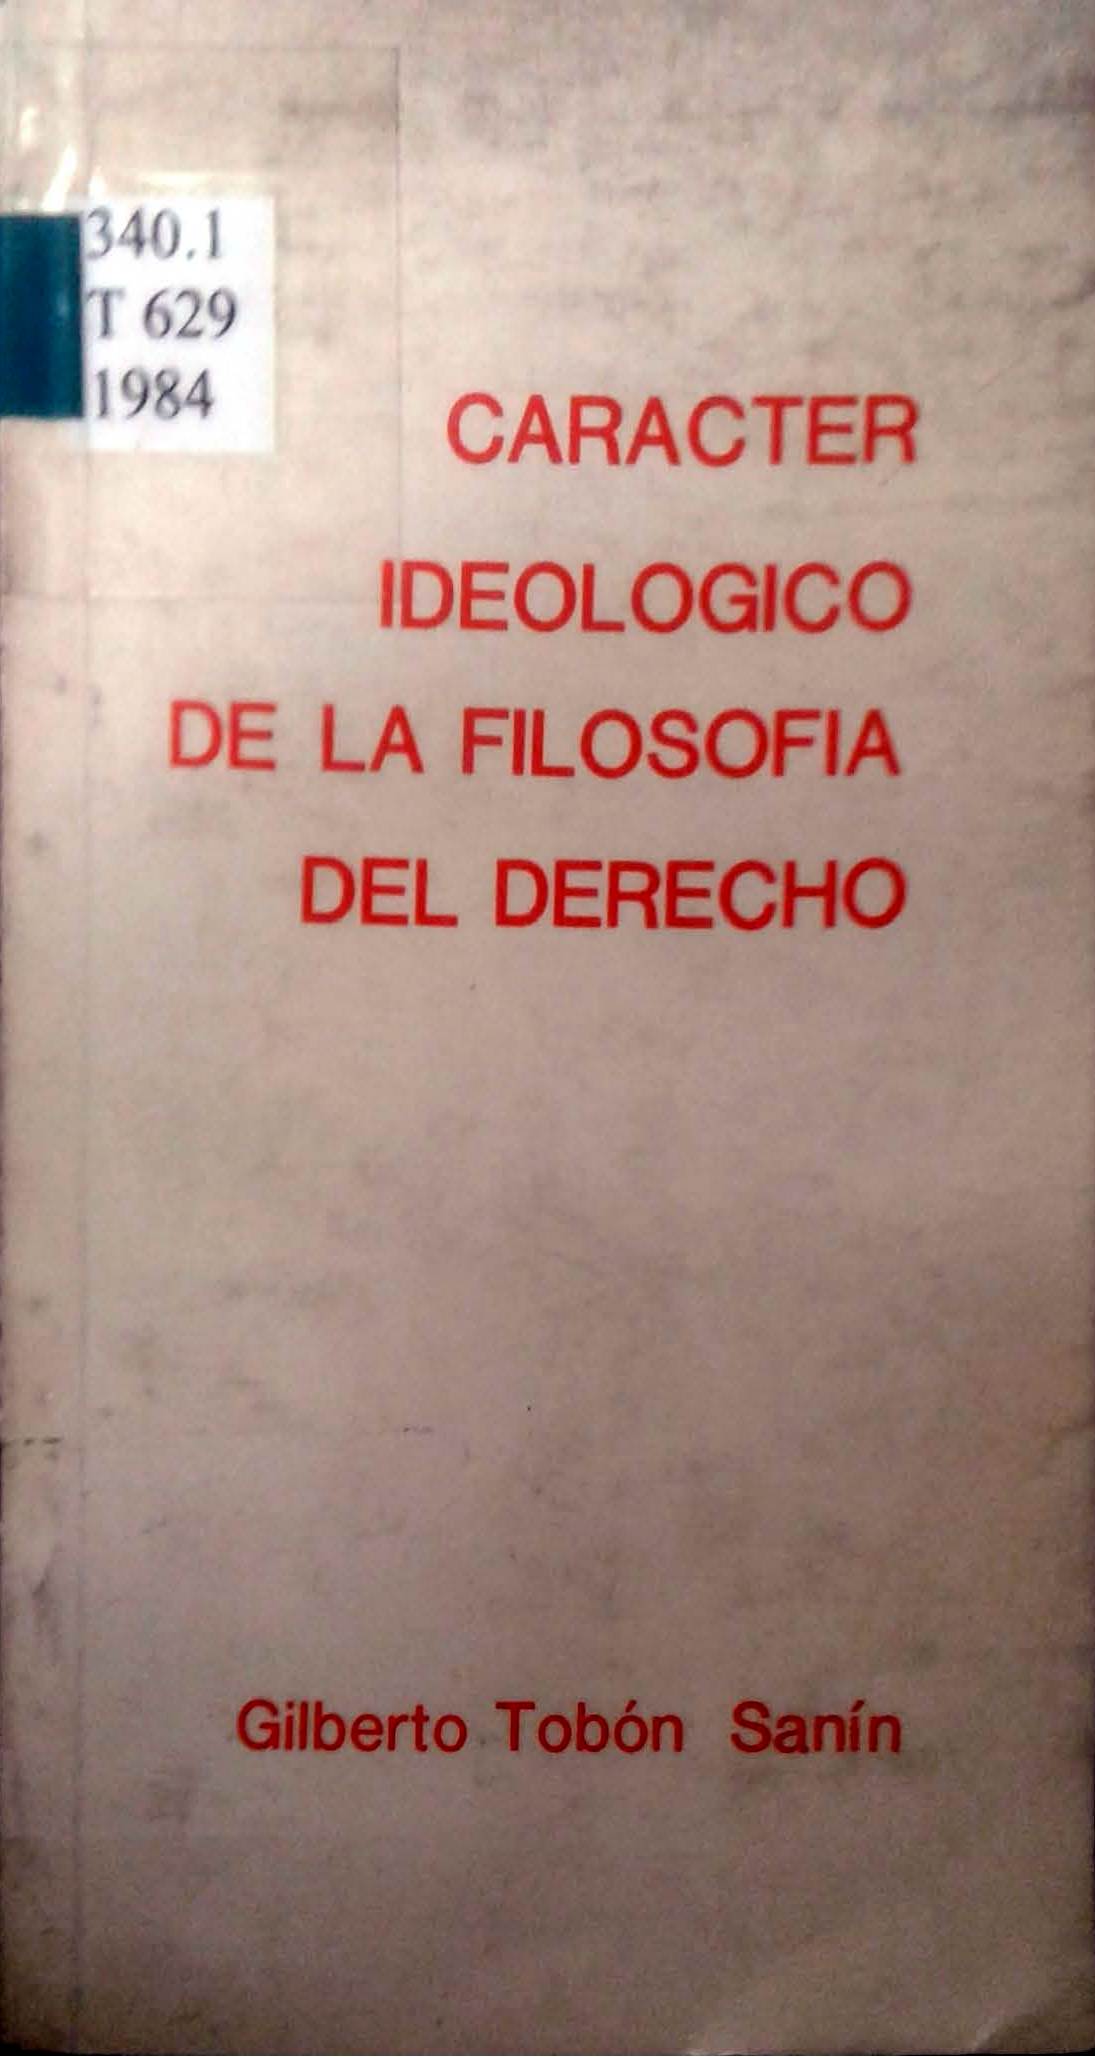 340.1
T 629
1984
CARACTER
IDEOLOGICO
DE LA FILOSOFIA
DEL DERECHO
Gilberto Tobón Sanín